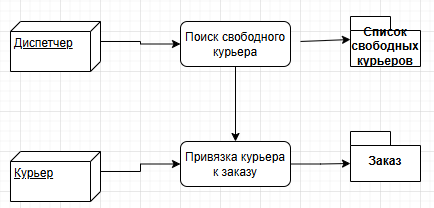 Диспетчер
Поиск свободного
курьера
Список
свободных
курьеров
Курьер
Привязка курьера
к заказу
Заказ